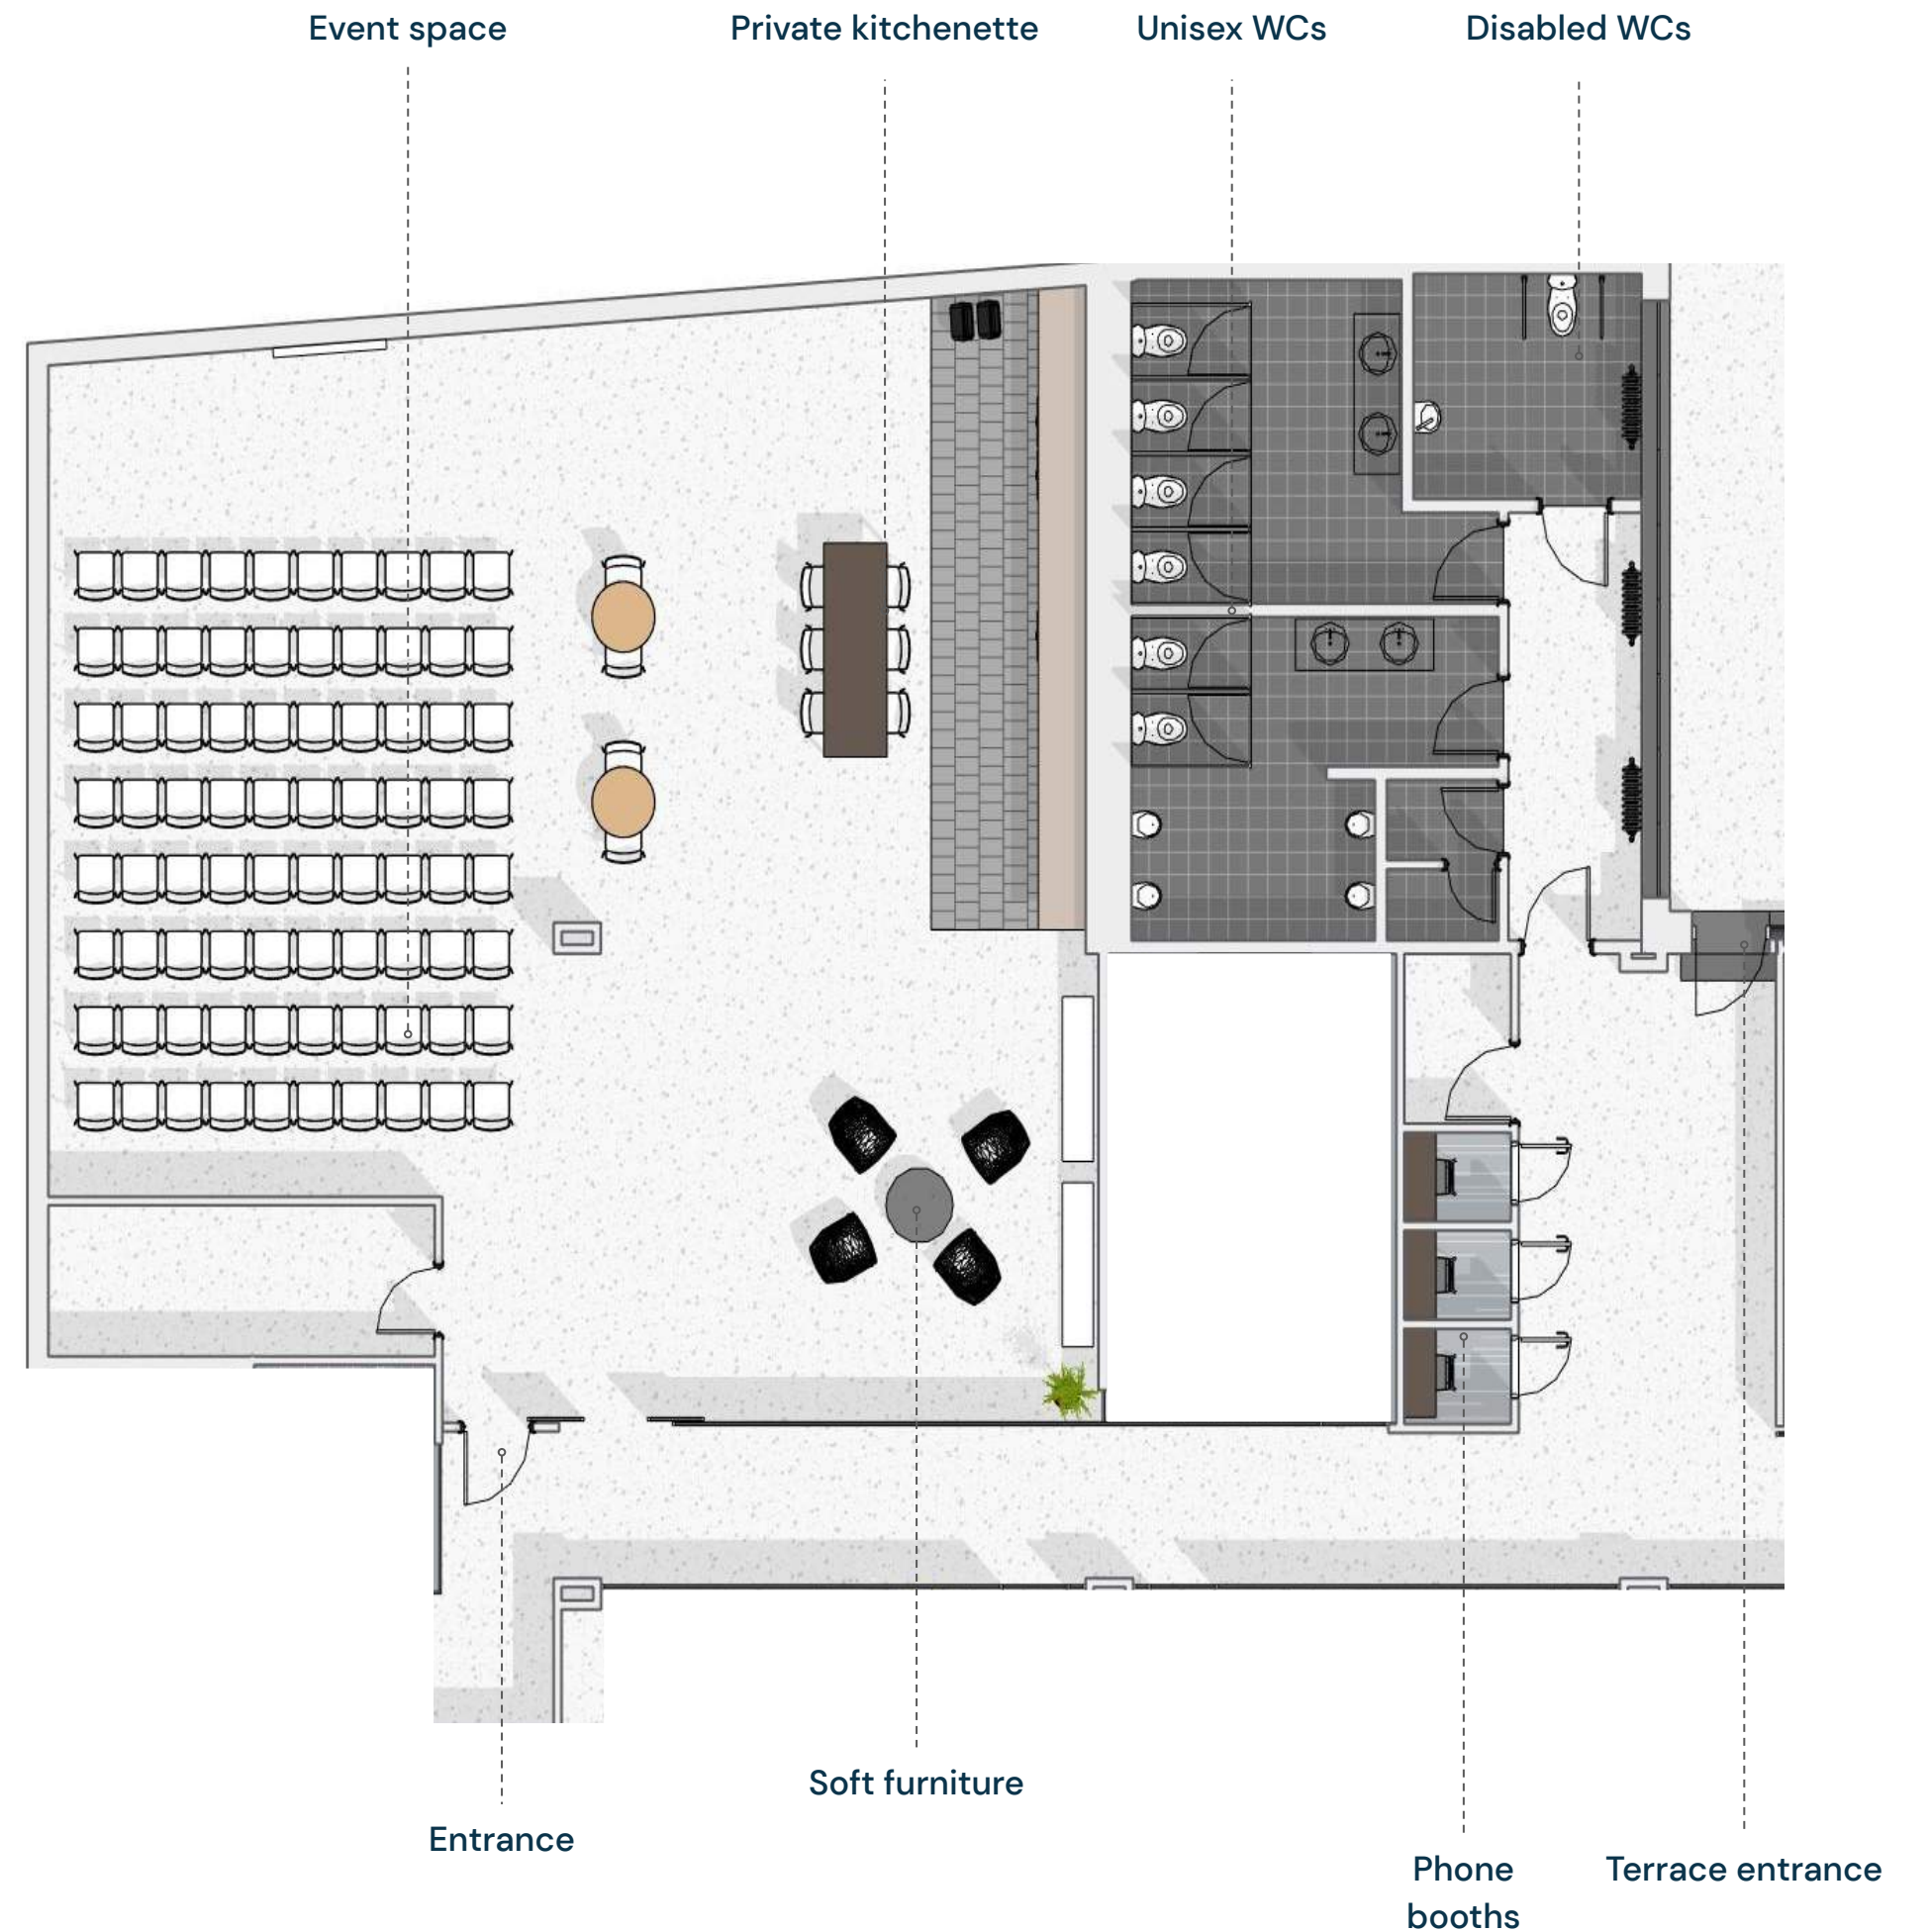 Event space
Private kitchenette
Unisex WCs
Disabled WCs
Soft furniture
Entrance
Phone
booths
Terrace entrance